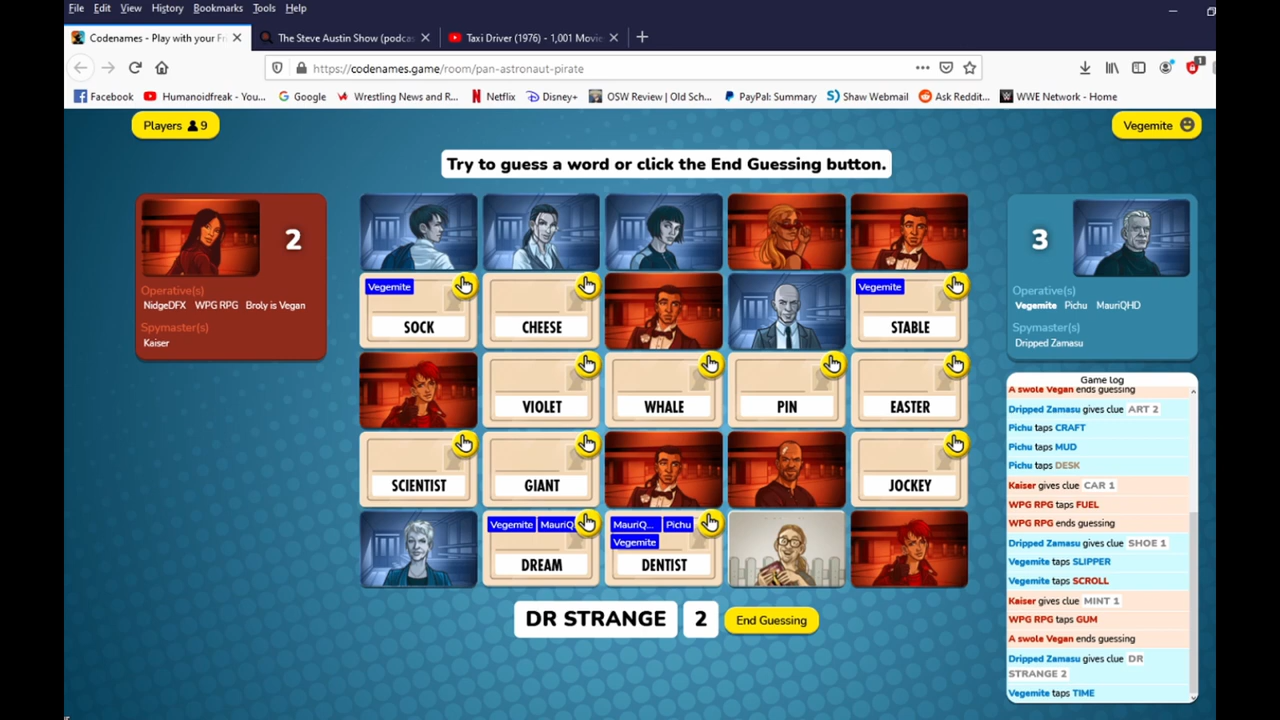 File Edit View History Bookmarks Tools Help
Codenames - Play with your Fr
The Steve Austin Show (podca
Taxi Driver (1976) - 1,001 Movie
https://codenames.game/room/pan-astronaut-pirate
Facebook Humanoidfreak - You... Google Wrestling News and R... Netflix Disney+ OSW Review | Old Sch... PayPal: Summary Shaw Webmail Ask Reddit... WWE Network - Home
Players 9
Vegemite
Try to guess a word or click the End Guessing button.
2
Operative(s)
NidgeDFX WPG RPG Broly is Vegan
Spymaster(s)
Kaiser
3
Operative(s)
Vegemite Pichu MauriQHD
Spymaster(s)
Dripped Zamasu
Vegemite
SOCK
CHEESE
Vegemite
STABLE
VIOLET
WHALE
PIN
EASTER
SCIENTIST
GIANT
JOCKEY
Vegemite MauriQ
DREAM
MauriQ... Pichu
Vegemite
DENTIST
DR STRANGE 2 End Guessing
Game log
A swole Vegan ends guessing
Dripped Zamasu gives clue ART 2
Pichu taps CRAFT
Pichu taps MUD
Pichu taps DESK
Kaiser gives clue CAR 1
WPG RPG taps FUEL
WPG RPG ends guessing
Dripped Zamasu gives clue SHOE 1
Vegemite taps SLIPPER
Vegemite taps SCROLL
Kaiser gives clue MINT 1
WPG RPG taps GUM
A swole Vegan ends guessing
Dripped Zamasu gives clue DR
STRANGE 2
Vegemite taps TIME